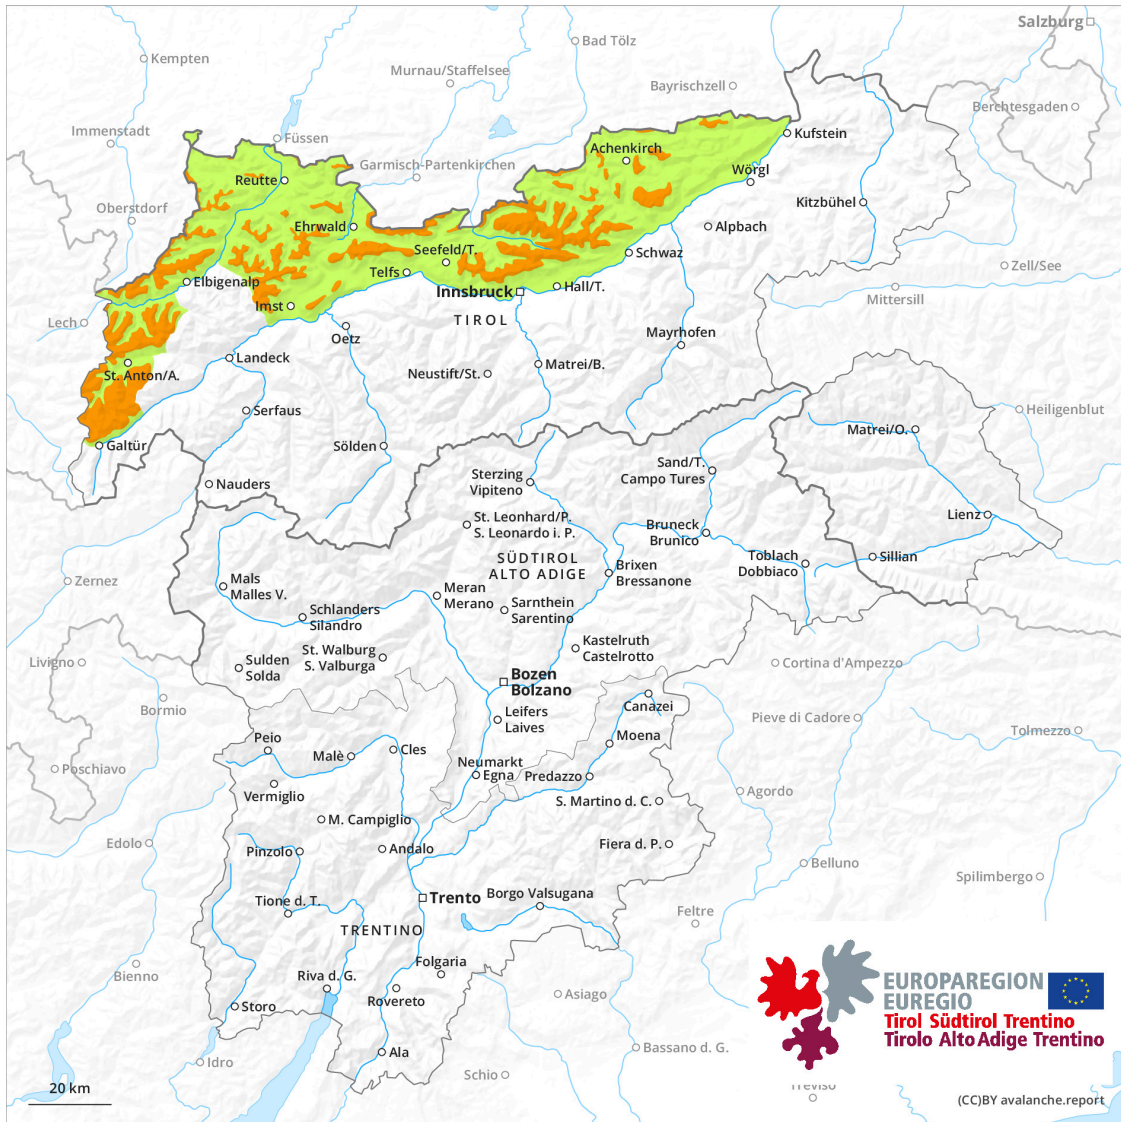 Salzburg
Bad Tölz
Kempten
Murnau/Staffelsee
Bayrischzell
Berchtesgaden
Immenstadt
Füssen
Kufstein
Achenkirch
Garmisch-Partenkirchen
Wörgl
Reutte
Kitzbühel
Oberstdorf
Ehrwald
Alpbach
Seefeld/T.
Schwaz
Zell/See
Telfs
Elbigenalp
Hall/T.
Innsbruck
Mittersill
Imst
TIROL
Lech
Oetz
Mayrhofen
Landeck
Matrei/B.
St. Anton/A.
Neustift/St.
Serfaus
Heiligenblut
Matrei/O.
Galtür
Sölden
Sand/T.
Campo Tures
Sterzing
Vipiteno
Nauders
St. Leonhard/P.
S. Leonardo i. P.
Lienz
Bruneck
Brunico
SÜDTIROL
ALTO ADIGE
Toblach
Dobbiaco
Sillian
Brixen
Bressanone
Zernez
Mals
Malles V.
Meran
Merano
Sarnthein
Sarentino
Schlanders
Silandro
Kastelruth
Castelrotto
St. Walburg
S. Valburga
Livigno
Sulden
Solda
Cortina d'Ampezzo
Bozen
Bolzano
Canazei
Bormio
Leifers
Laives
Pieve di Cadore
Tolmezzo
Moena
Peio
Malè
Cles
Neumarkt
Egna
Predazzo
Poschiavo
Vermiglio
Agordo
S. Martino d. C.
M. Campiglio
Edolo
Pinzolo
Andalo
Fiera d. P.
Belluno
Spilimbergo
Trento
Borgo Valsugana
Tione d. T.
Feltre
TRENTINO
Folgaria
Bienno
Riva d. G.
Rovereto
Asiago
Storo
EUROPAREGION
EUREGIO
Tirol Südtirol Trentino
Tirolo Alto Adige Trentino
Ala
Bassano d. G.
Idro
Schio
Treviso
20 km
(CC)BY avalanche.report